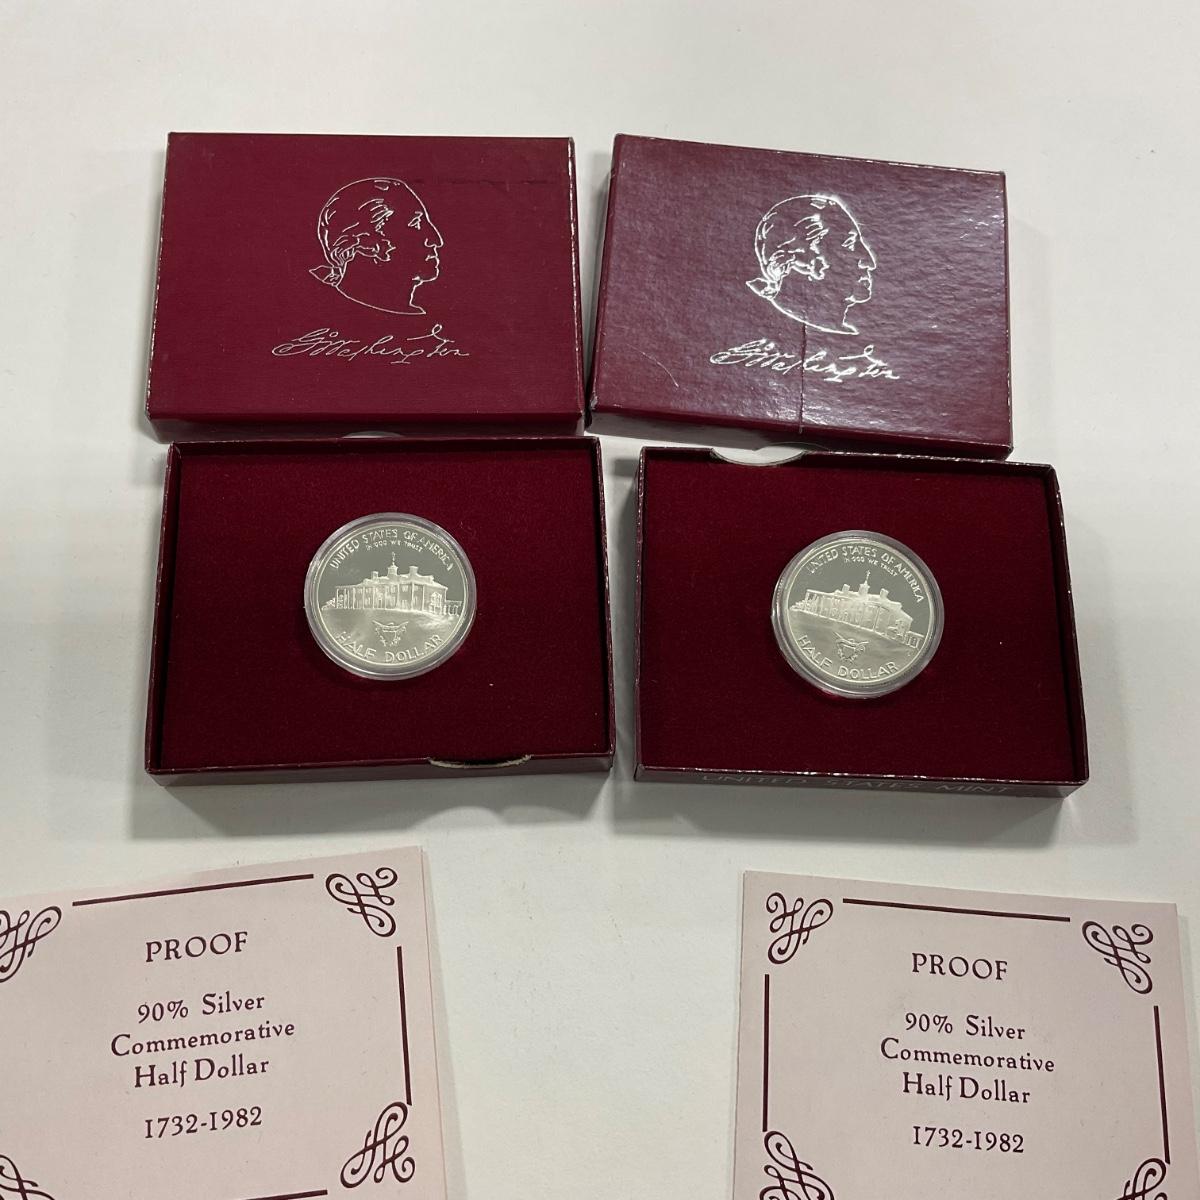 G Washington
G Washington
UNITED STATES OF AMERICA
IN GOD WE TRUST
HALF DOLLAR
UNITED STATES OF AMERICA
IN GOD WE TRUST
HALF DOLLAR
UNITED STATES MINT
PROOF
90% Silver
Commemorative
Half Dollar
1732-1982
PROOF
90% Silver
Commemorative
Half Dollar
1732-1982